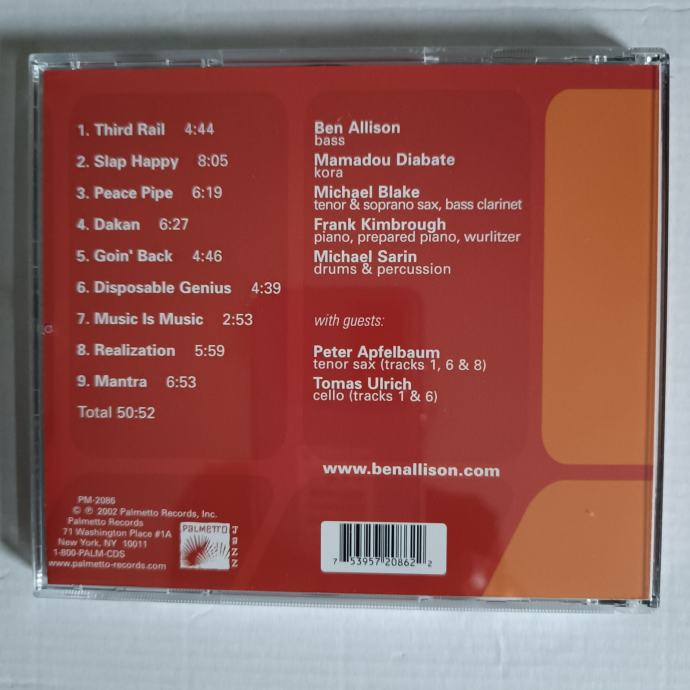 1. Third Rail 4:44
2. Slap Happy 8:05
3. Peace Pipe 6:19
4. Dakan 6:27
5. Goin' Back 4:46
6. Disposable Genius 4:39
7. Music Is Music 2:53
8. Realization 5:59
9. Mantra 6:53
Total 50:52
Ben Allison
bass
Mamadou Diabate
kora
Michael Blake
tenor & soprano sax, bass clarinet
Frank Kimbrough
piano, prepared piano, wurlitzer
Michael Sarin
drums & percussion
with guests:
Peter Apfelbaum
tenor sax (tracks 1, 6 & 8)
Tomas Ulrich
cello (tracks 1 & 6)
www.benallison.com
PM-2086
© ℗ 2002 Palmetto Records, Inc.
Palmetto Records
71 Washington Place #1A
New York, NY 10011
1-800-PALM-CDS
www.palmetto-records.com
PALMETTO
JAZZ
7 53957 20862 2